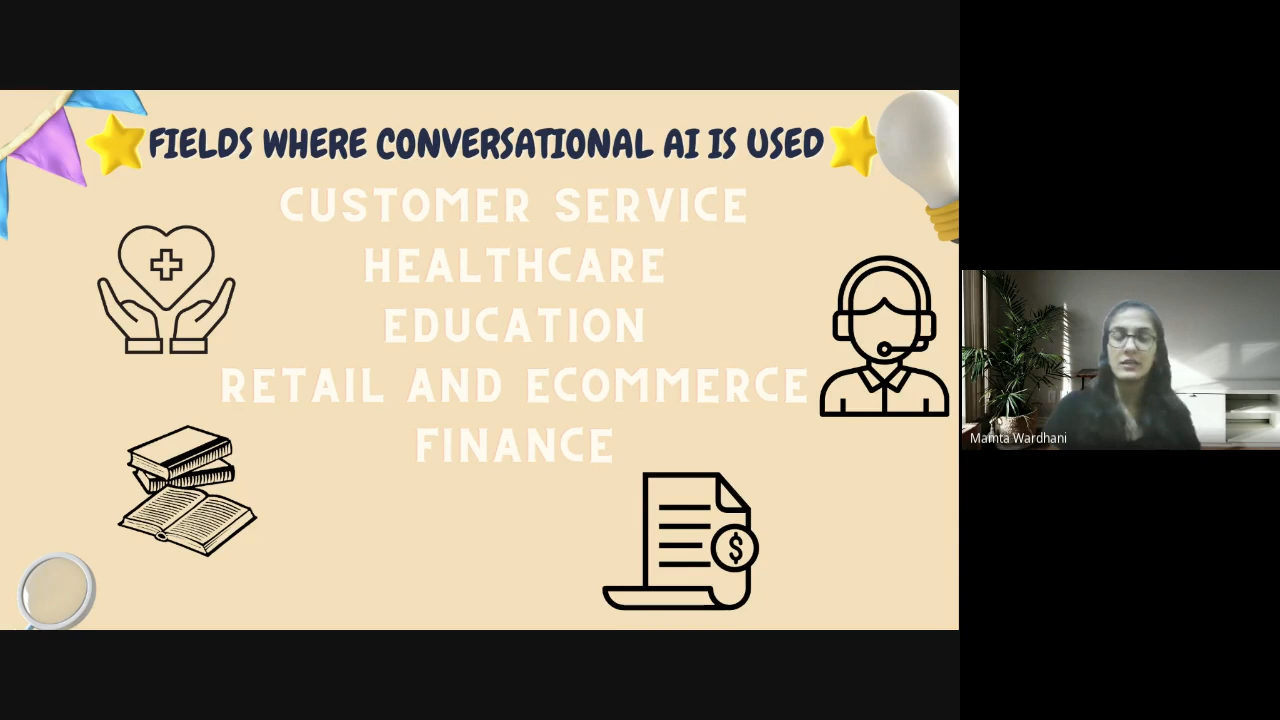 FIELDS WHERE CONVERSATIONAL AI IS USED
CUSTOMER SERVICE
HEALTHCARE
EDUCATION
RETAIL AND ECOMMERCE
FINANCE
$
Mamta Wardhani